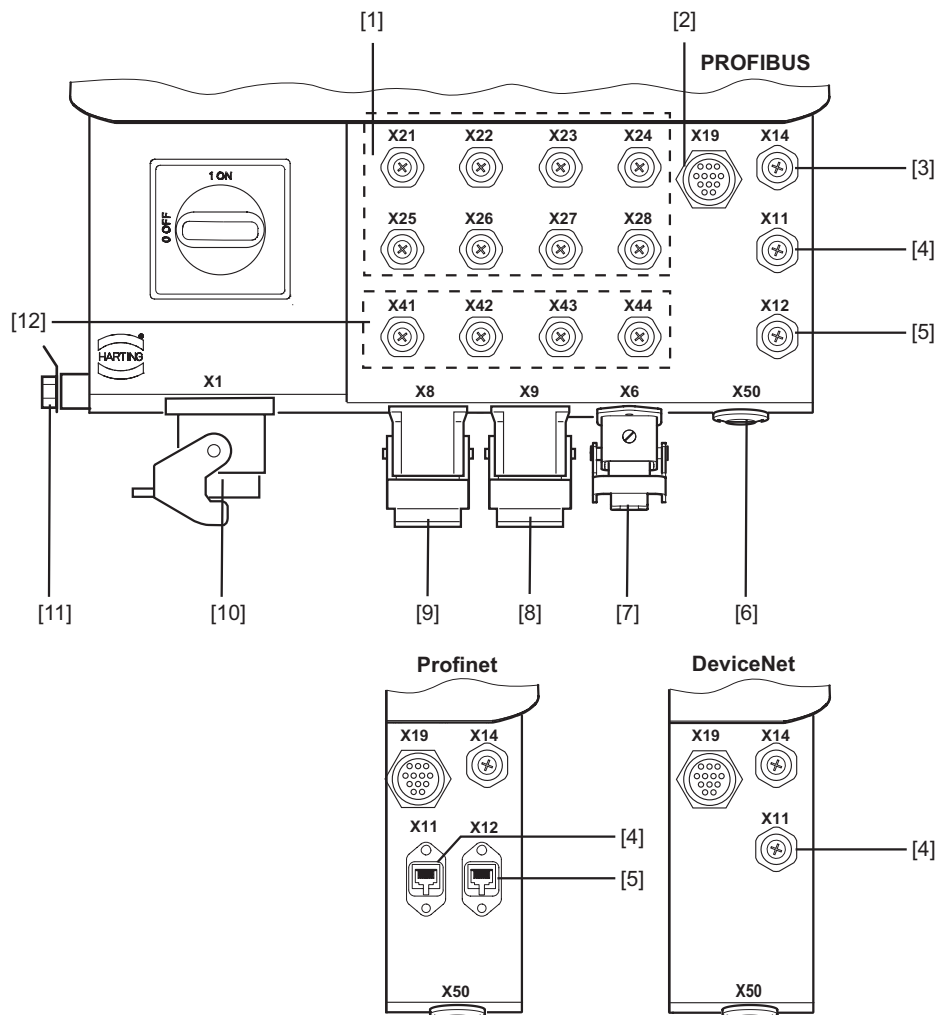 [1] [2]
PROFIBUS
X21 X22 X23 X24 X19 X14
[3]
1 ON
0 OFF
X25 X26 X27 X28 X11
[4]
X41 X42 X43 X44 X12
[12] [5]
HARTING
X1 X8 X9 X6 X50
[11] [10] [9] [8] [7] [6]
Profinet DeviceNet
X19 X14 X19 X14
X11 X12 X11
[4] [4]
[5]
X50 X50